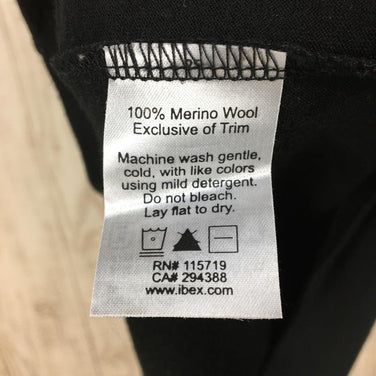 100% Merino Wool
Exclusive of Trim
Machine wash gentle,
cold, with like colors
using mild detergent.
Do not bleach.
Lay flat to dry.
RN# 115719
CA# 294388
www.ibex.com